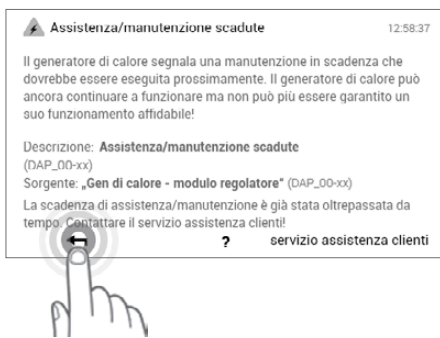 Assistenza/manutenzione scadute 12:58:37
Il generatore di calore segnala una manutenzione in scadenza che
dovrebbe essere eseguita prossimamente. Il generatore di calore può
ancora continuare a funzionare ma non può più essere garantito un
suo funzionamento affidabile!
Descrizione: Assistenza/manutenzione scadute
(DAP_00-xx)
Sorgente: „Gen di calore - modulo regolatore" (DAP_00-xx)
La scadenza di assistenza/manutenzione è già stata oltrepassata da
tempo. Contattare il servizio assistenza clienti!
? servizio assistenza clienti